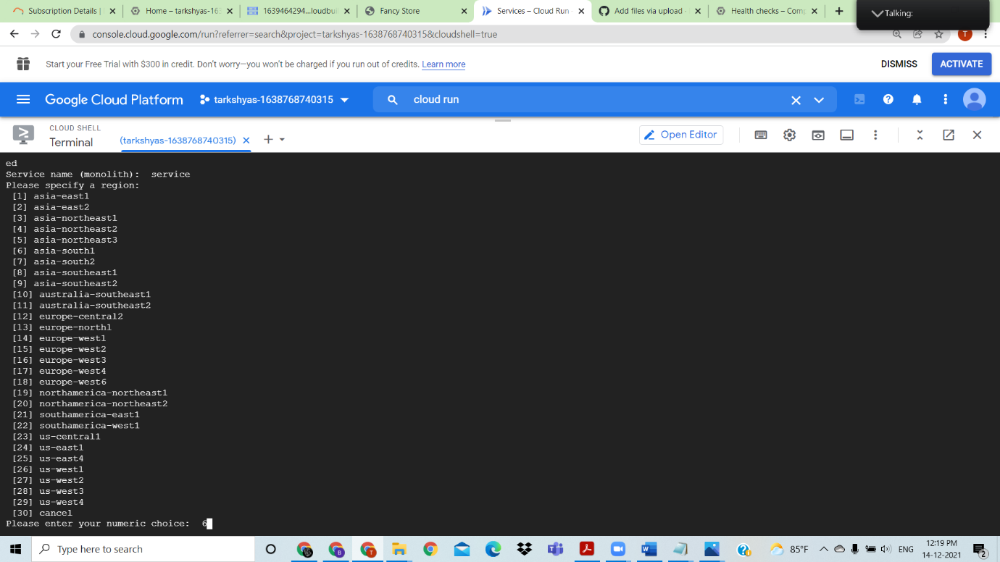 Subscription Details |
Home – tarkshyas-163
1639464294...loudbui
Fancy Store
Services – Cloud Run
Add files via upload ·
Health checks – Comp
Talking:
console.cloud.google.com/run?referrer=search&project=tarkshyas-1638768740315&cloudshell=true
T
Start your Free Trial with $300 in credit. Don't worry—you won't be charged if you run out of credits. Learn more
DISMISS
ACTIVATE
Google Cloud Platform
tarkshyas-1638768740315
cloud run
CLOUD SHELL
Terminal
(tarkshyas-1638768740315)
Open Editor
ed
Service name (monolith):  service
Please specify a region:
[1] asia-east1
[2] asia-east2
[3] asia-northeast1
[4] asia-northeast2
[5] asia-northeast3
[6] asia-south1
[7] asia-south2
[8] asia-southeast1
[9] asia-southeast2
[10] australia-southeast1
[11] australia-southeast2
[12] europe-central2
[13] europe-north1
[14] europe-west1
[15] europe-west2
[16] europe-west3
[17] europe-west4
[18] europe-west6
[19] northamerica-northeast1
[20] northamerica-northeast2
[21] southamerica-east1
[22] southamerica-west1
[23] us-central1
[24] us-east1
[25] us-east4
[26] us-west1
[27] us-west2
[28] us-west3
[29] us-west4
[30] cancel
Please enter your numeric choice:  6
Type here to search
85°F
ENG
12:19 PM
14-12-2021
2